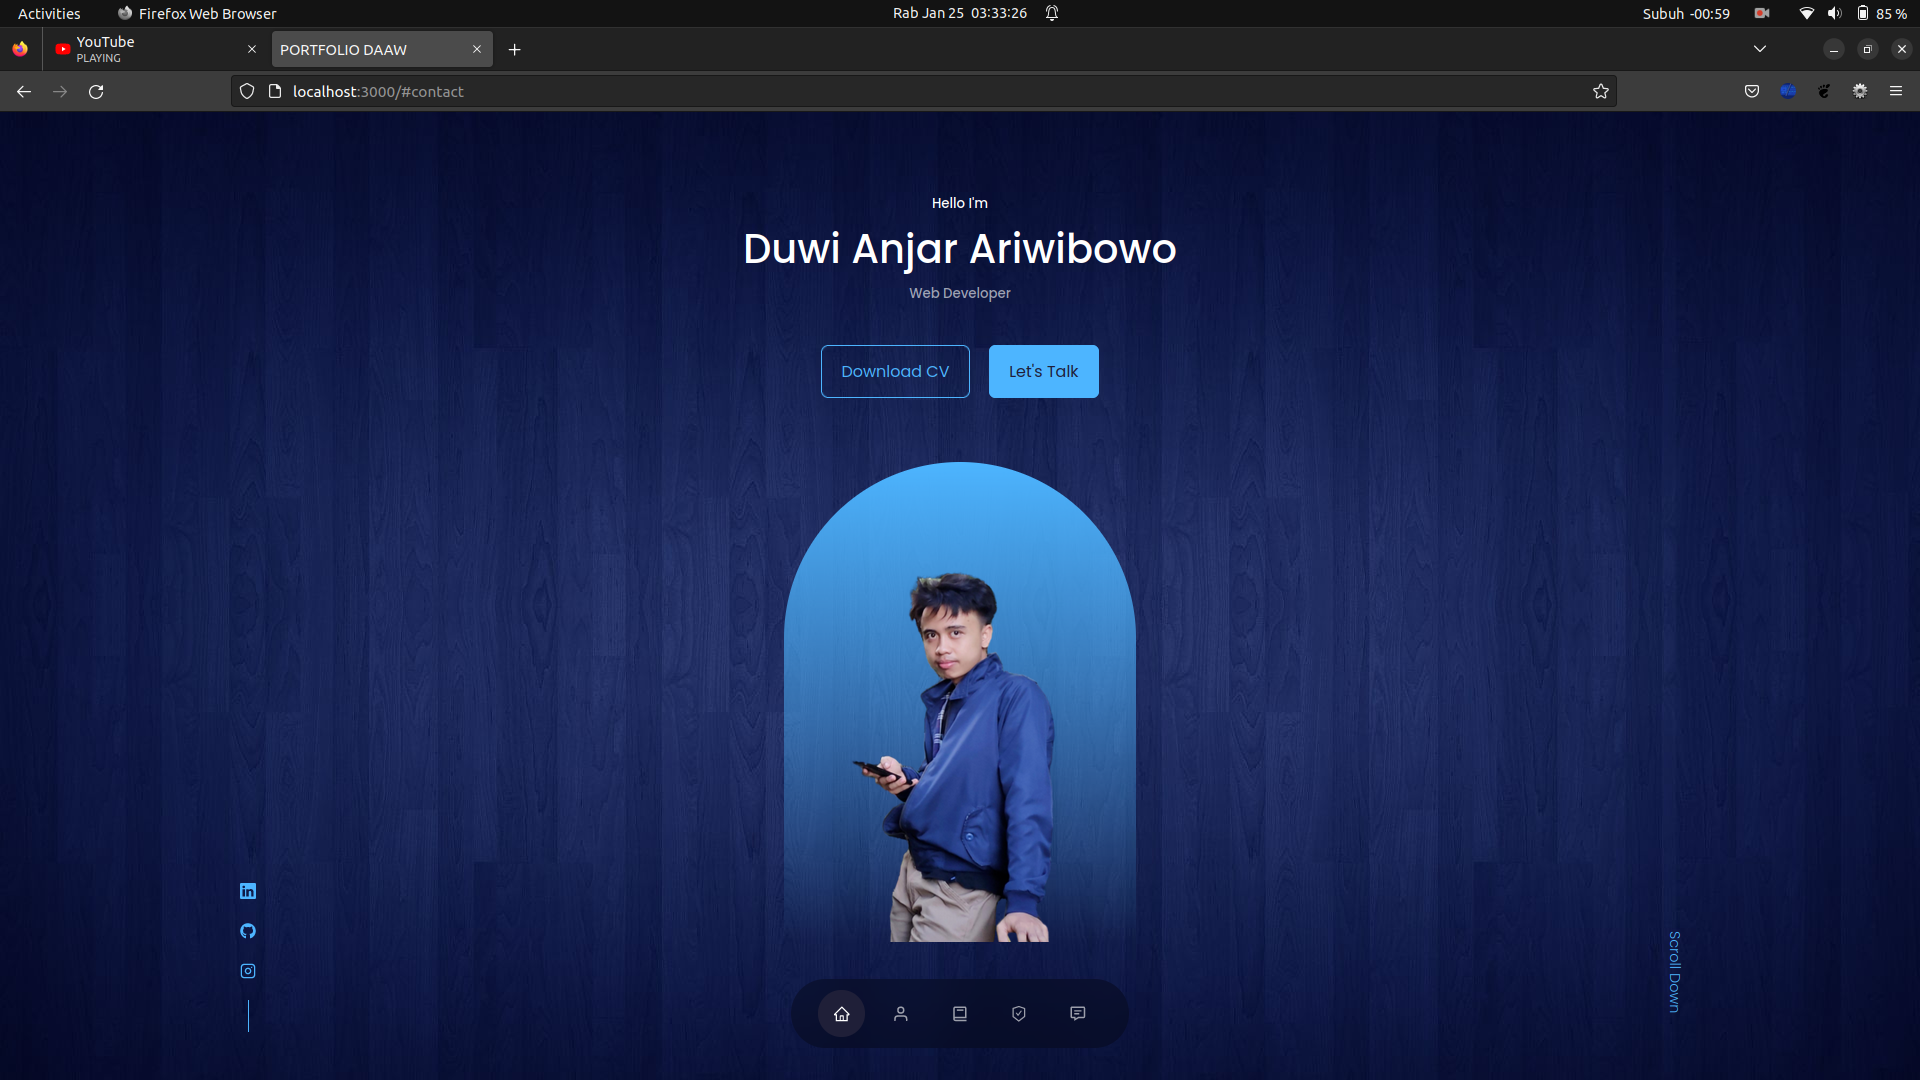 Activities
Firefox Web Browser
Rab Jan 25 03:33:26
Subuh -00:59
85 %
YouTube
PLAYING
PORTFOLIO DAAW
localhost:3000/#contact
Hello I'm
Duwi Anjar Ariwibowo
Web Developer
Download CV
Let's Talk
in
Scroll Down